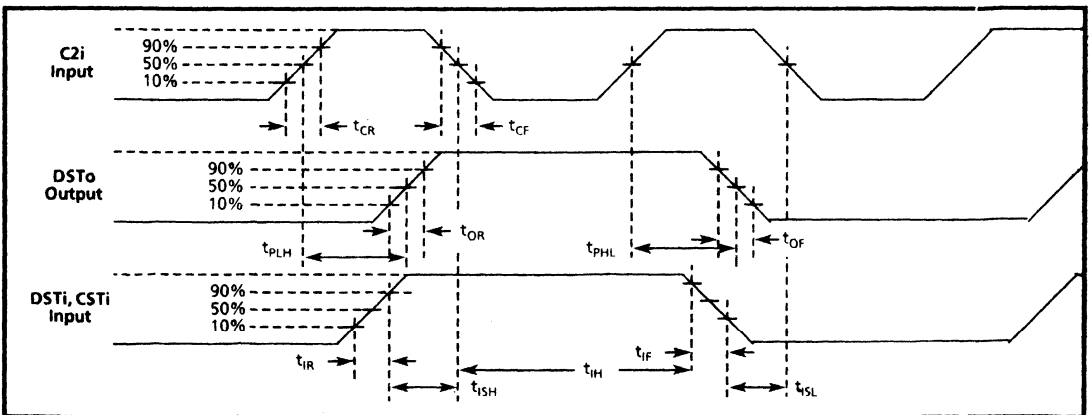 C2i
Input
90%
50%
10%
tCR
tCF
DSTo
Output
90%
50%
10%
tPLH
tOR
tPHL
tOF
DSTi, CSTi
Input
90%
50%
10%
tIR
tISH
tIH
tIF
tISL